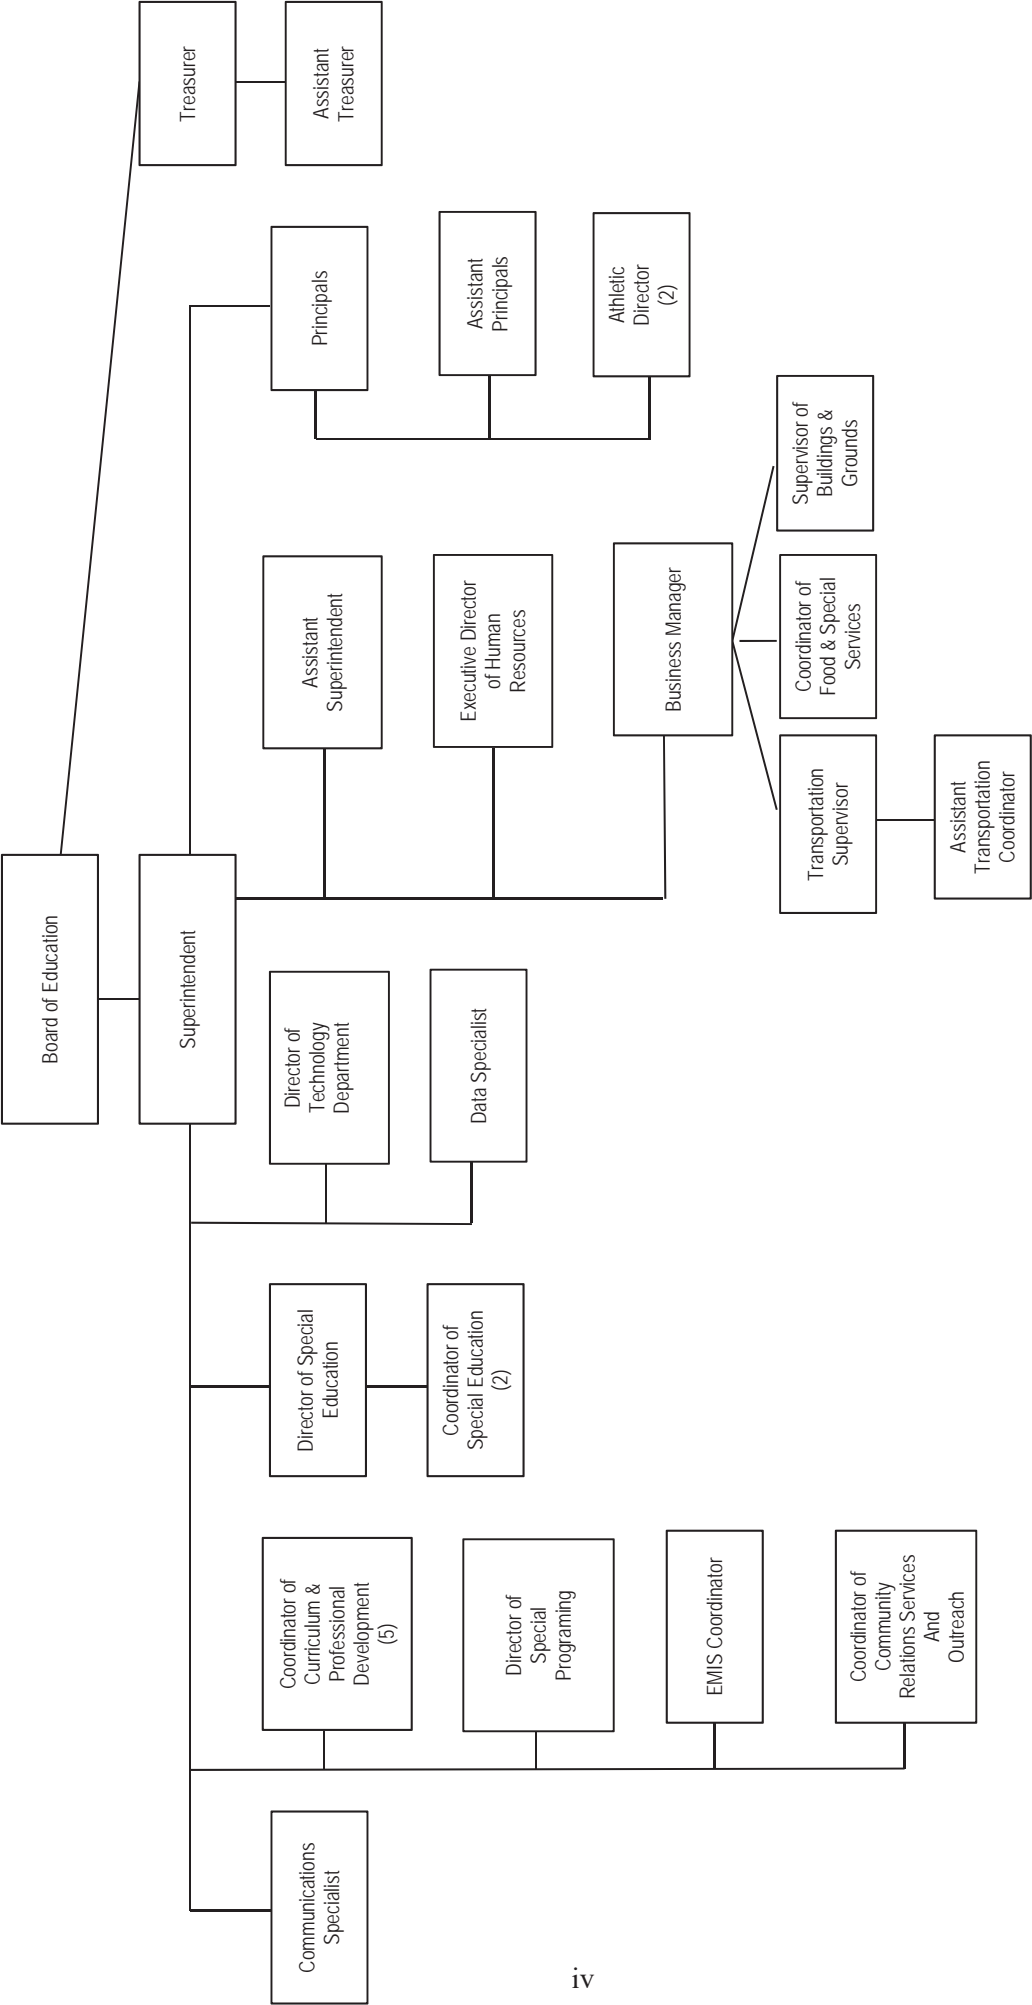 Board of Education
Superintendent
Treasurer
Assistant
Treasurer
Communications
Specialist
Coordinator of
Curriculum &
Professional
Development
(5)
Director of
Special
Programing
EMIS Coordinator
Coordinator of
Community
Relations Services
And
Outreach
Director of Special
Education
Coordinator of
Special Education
(2)
Director of
Technology
Department
Data Specialist
Assistant
Superintendent
Executive Director
of Human
Resources
Business Manager
Transportation
Supervisor
Coordinator of
Food & Special
Services
Supervisor of
Buildings &
Grounds
Assistant
Transportation
Coordinator
Principals
Assistant
Principals
Athletic
Director
(2)
iv